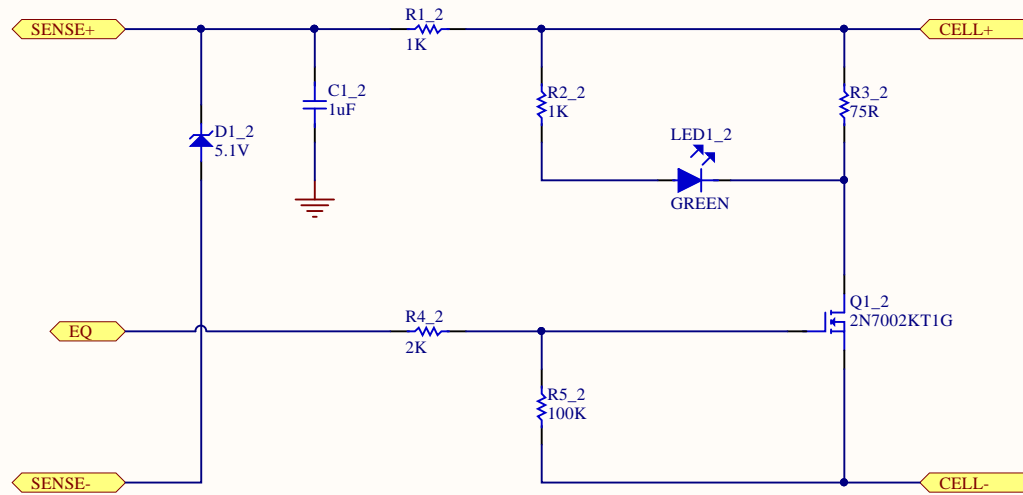 SENSE+
R1_2
1K
CELL+
C1_2
1uF
R2_2
1K
R3_2
75R
D1_2
5.1V
LED1_2
GREEN
Q1_2
2N7002KT1G
EQ
R4_2
2K
R5_2
100K
SENSE-
CELL-